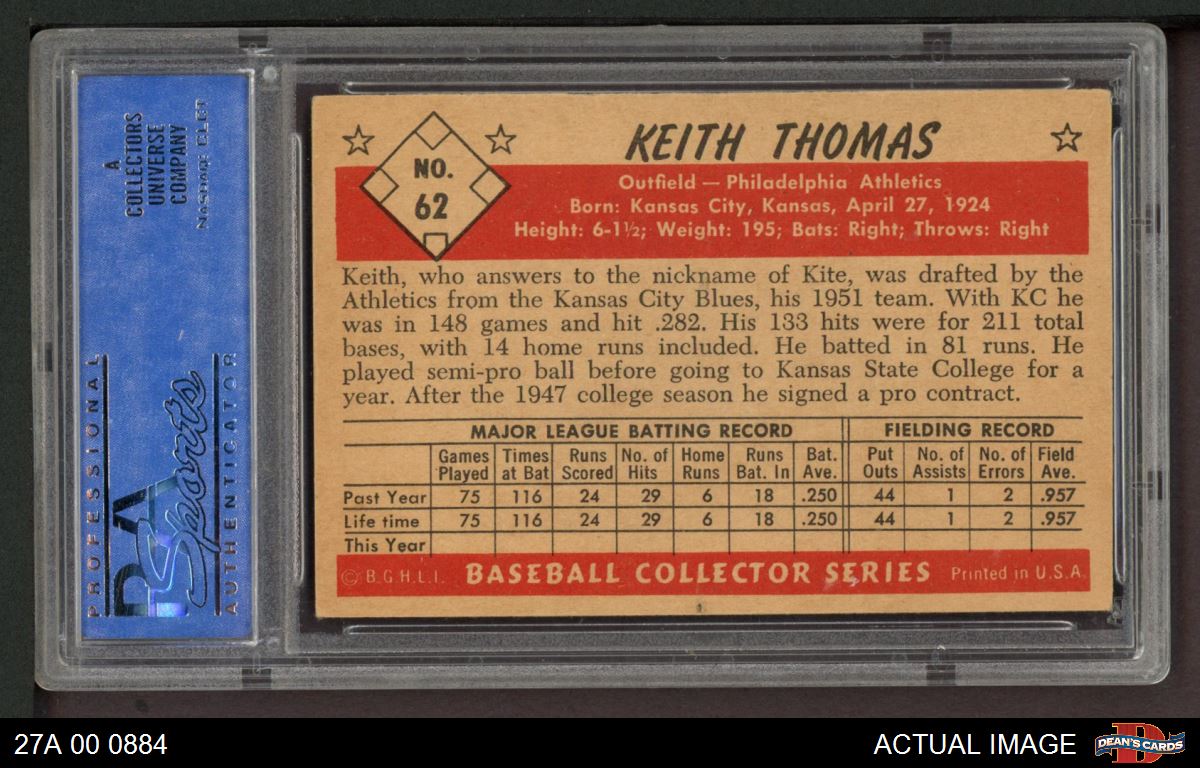 A
COLLECTORS
UNIVERSE
COMPANY
NASDAQ: CLCT
PROFESSIONAL
PSA
Sports
AUTHENTICATOR
NO.
62
KEITH THOMAS
Outfield — Philadelphia Athletics
Born: Kansas City, Kansas, April 27, 1924
Height: 6-1½; Weight: 195; Bats: Right; Throws: Right
Keith, who answers to the nickname of Kite, was drafted by the
Athletics from the Kansas City Blues, his 1951 team. With KC he
was in 148 games and hit .282. His 133 hits were for 211 total
bases, with 14 home runs included. He batted in 81 runs. He
played semi-pro ball before going to Kansas State College for a
year. After the 1947 college season he signed a pro contract.
MAJOR LEAGUE BATTING RECORD FIELDING RECORD
Games Times Runs No. of Home Runs Bat. Put No. of No. of Field
Played at Bat Scored Hits Runs Bat. In Ave. Outs Assists Errors Ave.
Past Year 75 116 24 29 6 18 .250 44 1 2 .957
Life time 75 116 24 29 6 18 .250 44 1 2 .957
This Year
© B.G.H.L.I. BASEBALL COLLECTOR SERIES Printed in U.S.A.
27A 00 0884
ACTUAL IMAGE
D
DEAN'S CARDS